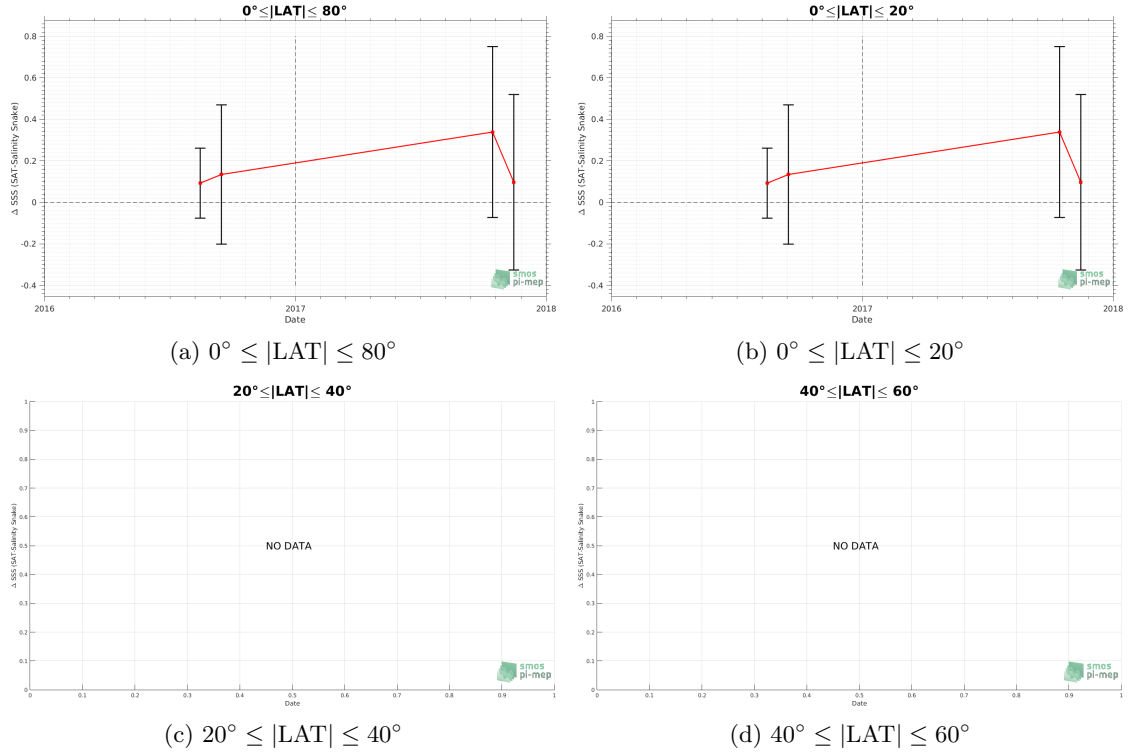 0°≤|LAT|≤ 80°
0.8
0.6
0.4
0.2
0
-0.2
-0.4
Δ SSS (SAT-Salinity Snake)
2016
2017
2018
Date
smos
pi-mep
(a) 0° ≤ |LAT| ≤ 80°
0°≤|LAT|≤ 20°
0.8
0.6
0.4
0.2
0
-0.2
-0.4
Δ SSS (SAT-Salinity Snake)
2016
2017
2018
Date
smos
pi-mep
(b) 0° ≤ |LAT| ≤ 20°
20°≤|LAT|≤ 40°
1
0.9
0.8
0.7
0.6
0.5
0.4
0.3
0.2
0.1
0
Δ SSS (SAT-Salinity Snake)
NO DATA
0 0.1 0.2 0.3 0.4 0.5 0.6 0.7 0.8 0.9 1
Date
smos
pi-mep
(c) 20° ≤ |LAT| ≤ 40°
40°≤|LAT|≤ 60°
1
0.9
0.8
0.7
0.6
0.5
0.4
0.3
0.2
0.1
0
Δ SSS (SAT-Salinity Snake)
NO DATA
0 0.1 0.2 0.3 0.4 0.5 0.6 0.7 0.8 0.9 1
Date
smos
pi-mep
(d) 40° ≤ |LAT| ≤ 60°